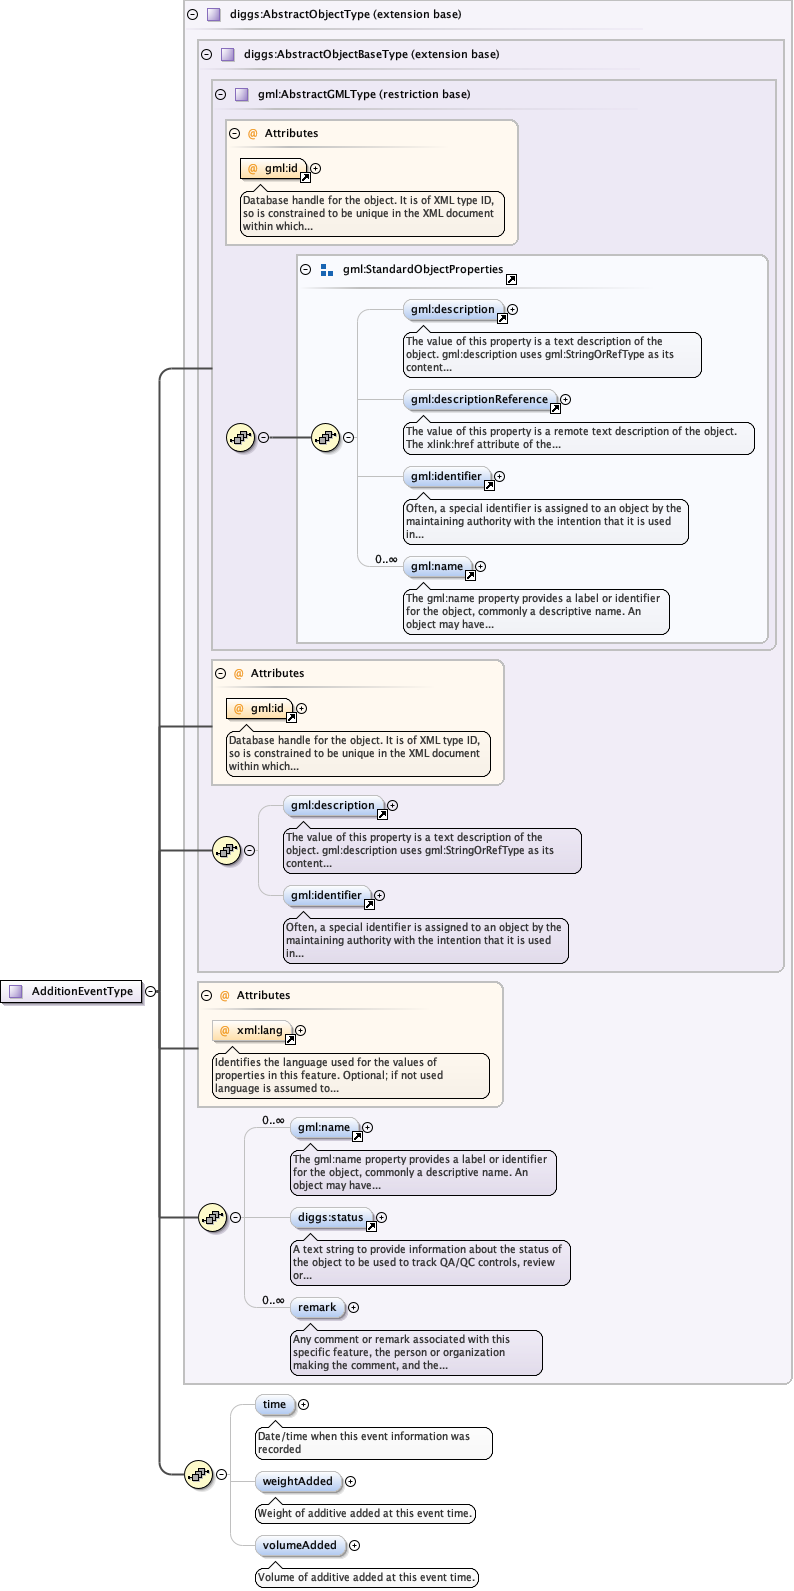 diggs:AbstractObjectType (extension base)
diggs:AbstractObjectBaseType (extension base)
gml:AbstractGMLType (restriction base)
@ Attributes
@ gml:id
Database handle for the object. It is of XML type ID,
so is constrained to be unique in the XML document
within which...
gml:StandardObjectProperties
gml:description
The value of this property is a text description of the
object. gml:description uses gml:StringOrRefType as its
content...
gml:descriptionReference
The value of this property is a remote text description of the object.
The xlink:href attribute of the...
gml:identifier
Often, a special identifier is assigned to an object by the
maintaining authority with the intention that it is used
in...
0..∞
gml:name
The gml:name property provides a label or identifier
for the object, commonly a descriptive name. An
object may have...
@ Attributes
@ gml:id
Database handle for the object. It is of XML type ID,
so is constrained to be unique in the XML document
within which...
gml:description
The value of this property is a text description of the
object. gml:description uses gml:StringOrRefType as its
content...
gml:identifier
Often, a special identifier is assigned to an object by the
maintaining authority with the intention that it is used
in...
AdditionEventType
@ Attributes
@ xml:lang
Identifies the language used for the values of
properties in this feature. Optional; if not used
language is assumed to...
0..∞
gml:name
The gml:name property provides a label or identifier
for the object, commonly a descriptive name. An
object may have...
diggs:status
A text string to provide information about the status of
the object to be used to track QA/QC controls, review
or...
0..∞
remark
Any comment or remark associated with this
specific feature, the person or organization
making the comment, and the...
time
Date/time when this event information was
recorded
weightAdded
Weight of additive added at this event time.
volumeAdded
Volume of additive added at this event time.